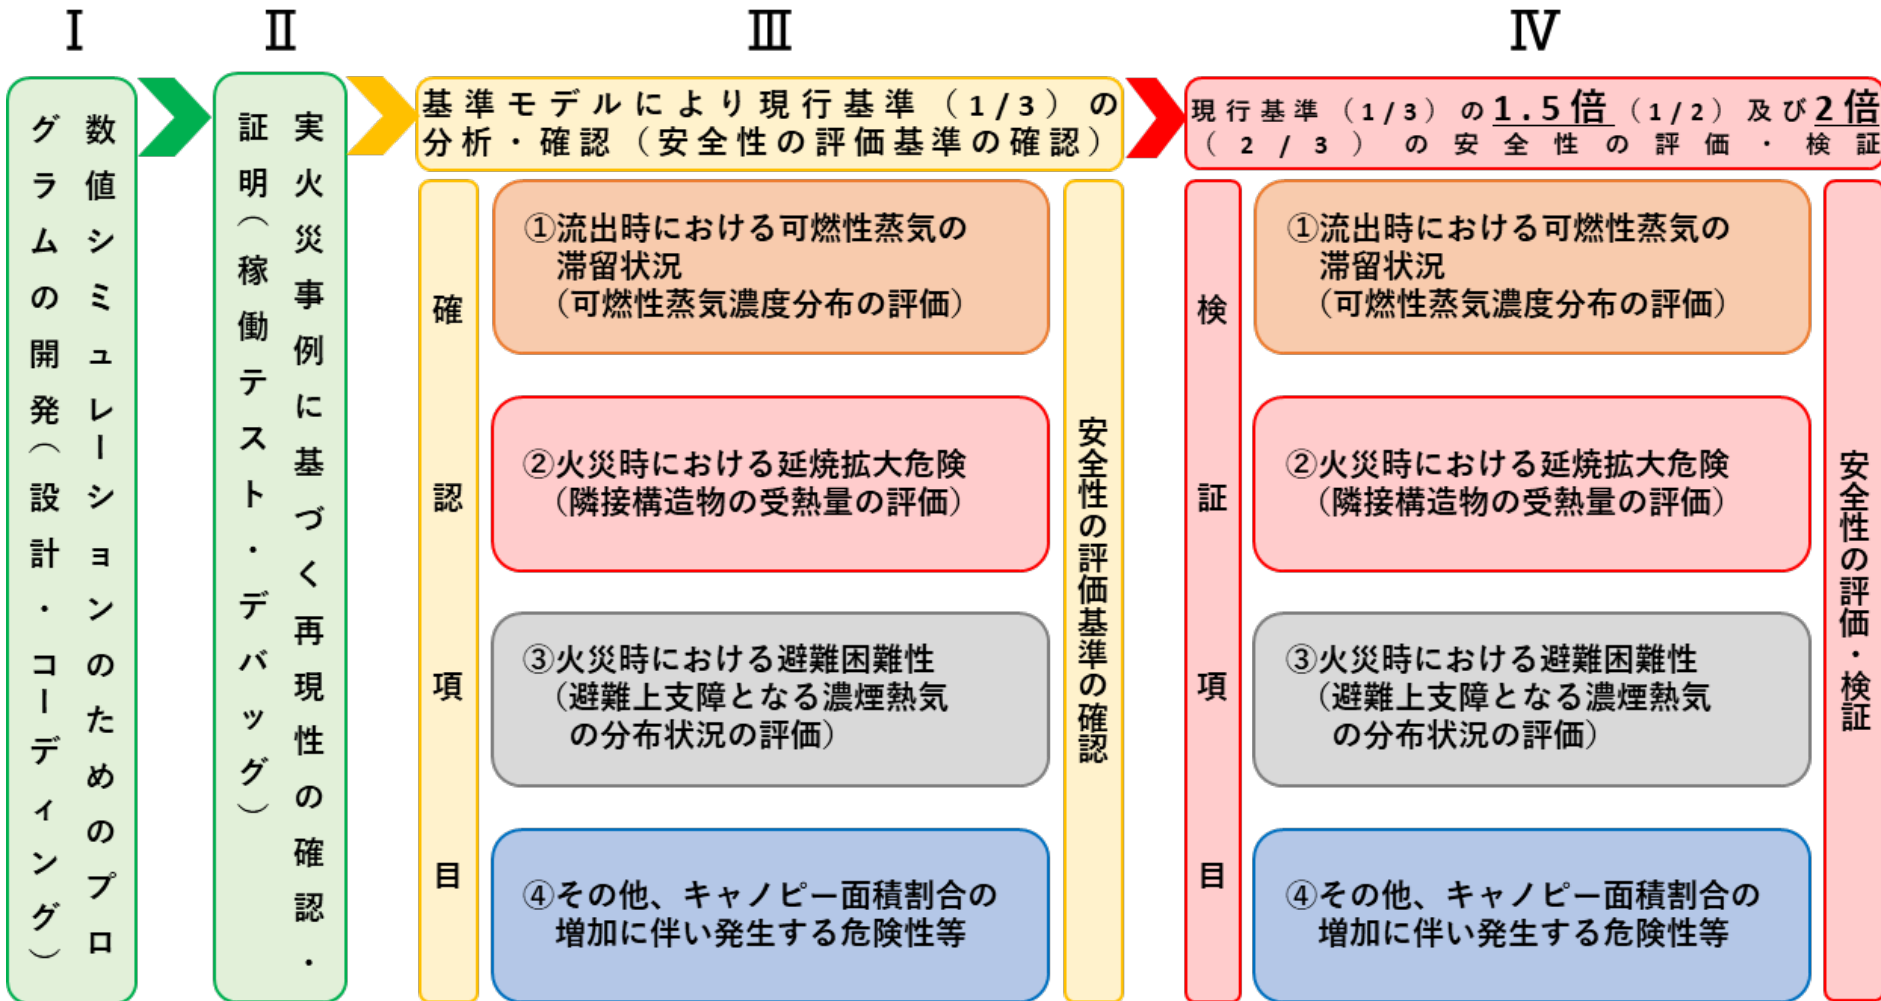 Ⅰ
Ⅱ
Ⅲ
Ⅳ
数値シミュレーションのためのプロ
グラムの開発（設計・コーディング）
実火災事例に基づく再現性の確認・
証明（稼働テスト・デバッグ）
基準モデルにより現行基準（1/3）の
分析・確認（安全性の評価基準の確認）
確認項目
①流出時における可燃性蒸気の
滞留状況
（可燃性蒸気濃度分布の評価）
②火災時における延焼拡大危険
（隣接構造物の受熱量の評価）
③火災時における避難困難性
（避難上支障となる濃煙熱気
の分布状況の評価）
④その他、キャノピー面積割合の
増加に伴い発生する危険性等
安全性の評価基準の確認
現行基準（1/3）の1.5倍（1/2）及び2倍
（2/3）の安全性の評価・検証
検証項目
①流出時における可燃性蒸気の
滞留状況
（可燃性蒸気濃度分布の評価）
②火災時における延焼拡大危険
（隣接構造物の受熱量の評価）
③火災時における避難困難性
（避難上支障となる濃煙熱気
の分布状況の評価）
④その他、キャノピー面積割合の
増加に伴い発生する危険性等
安全性の評価・検証